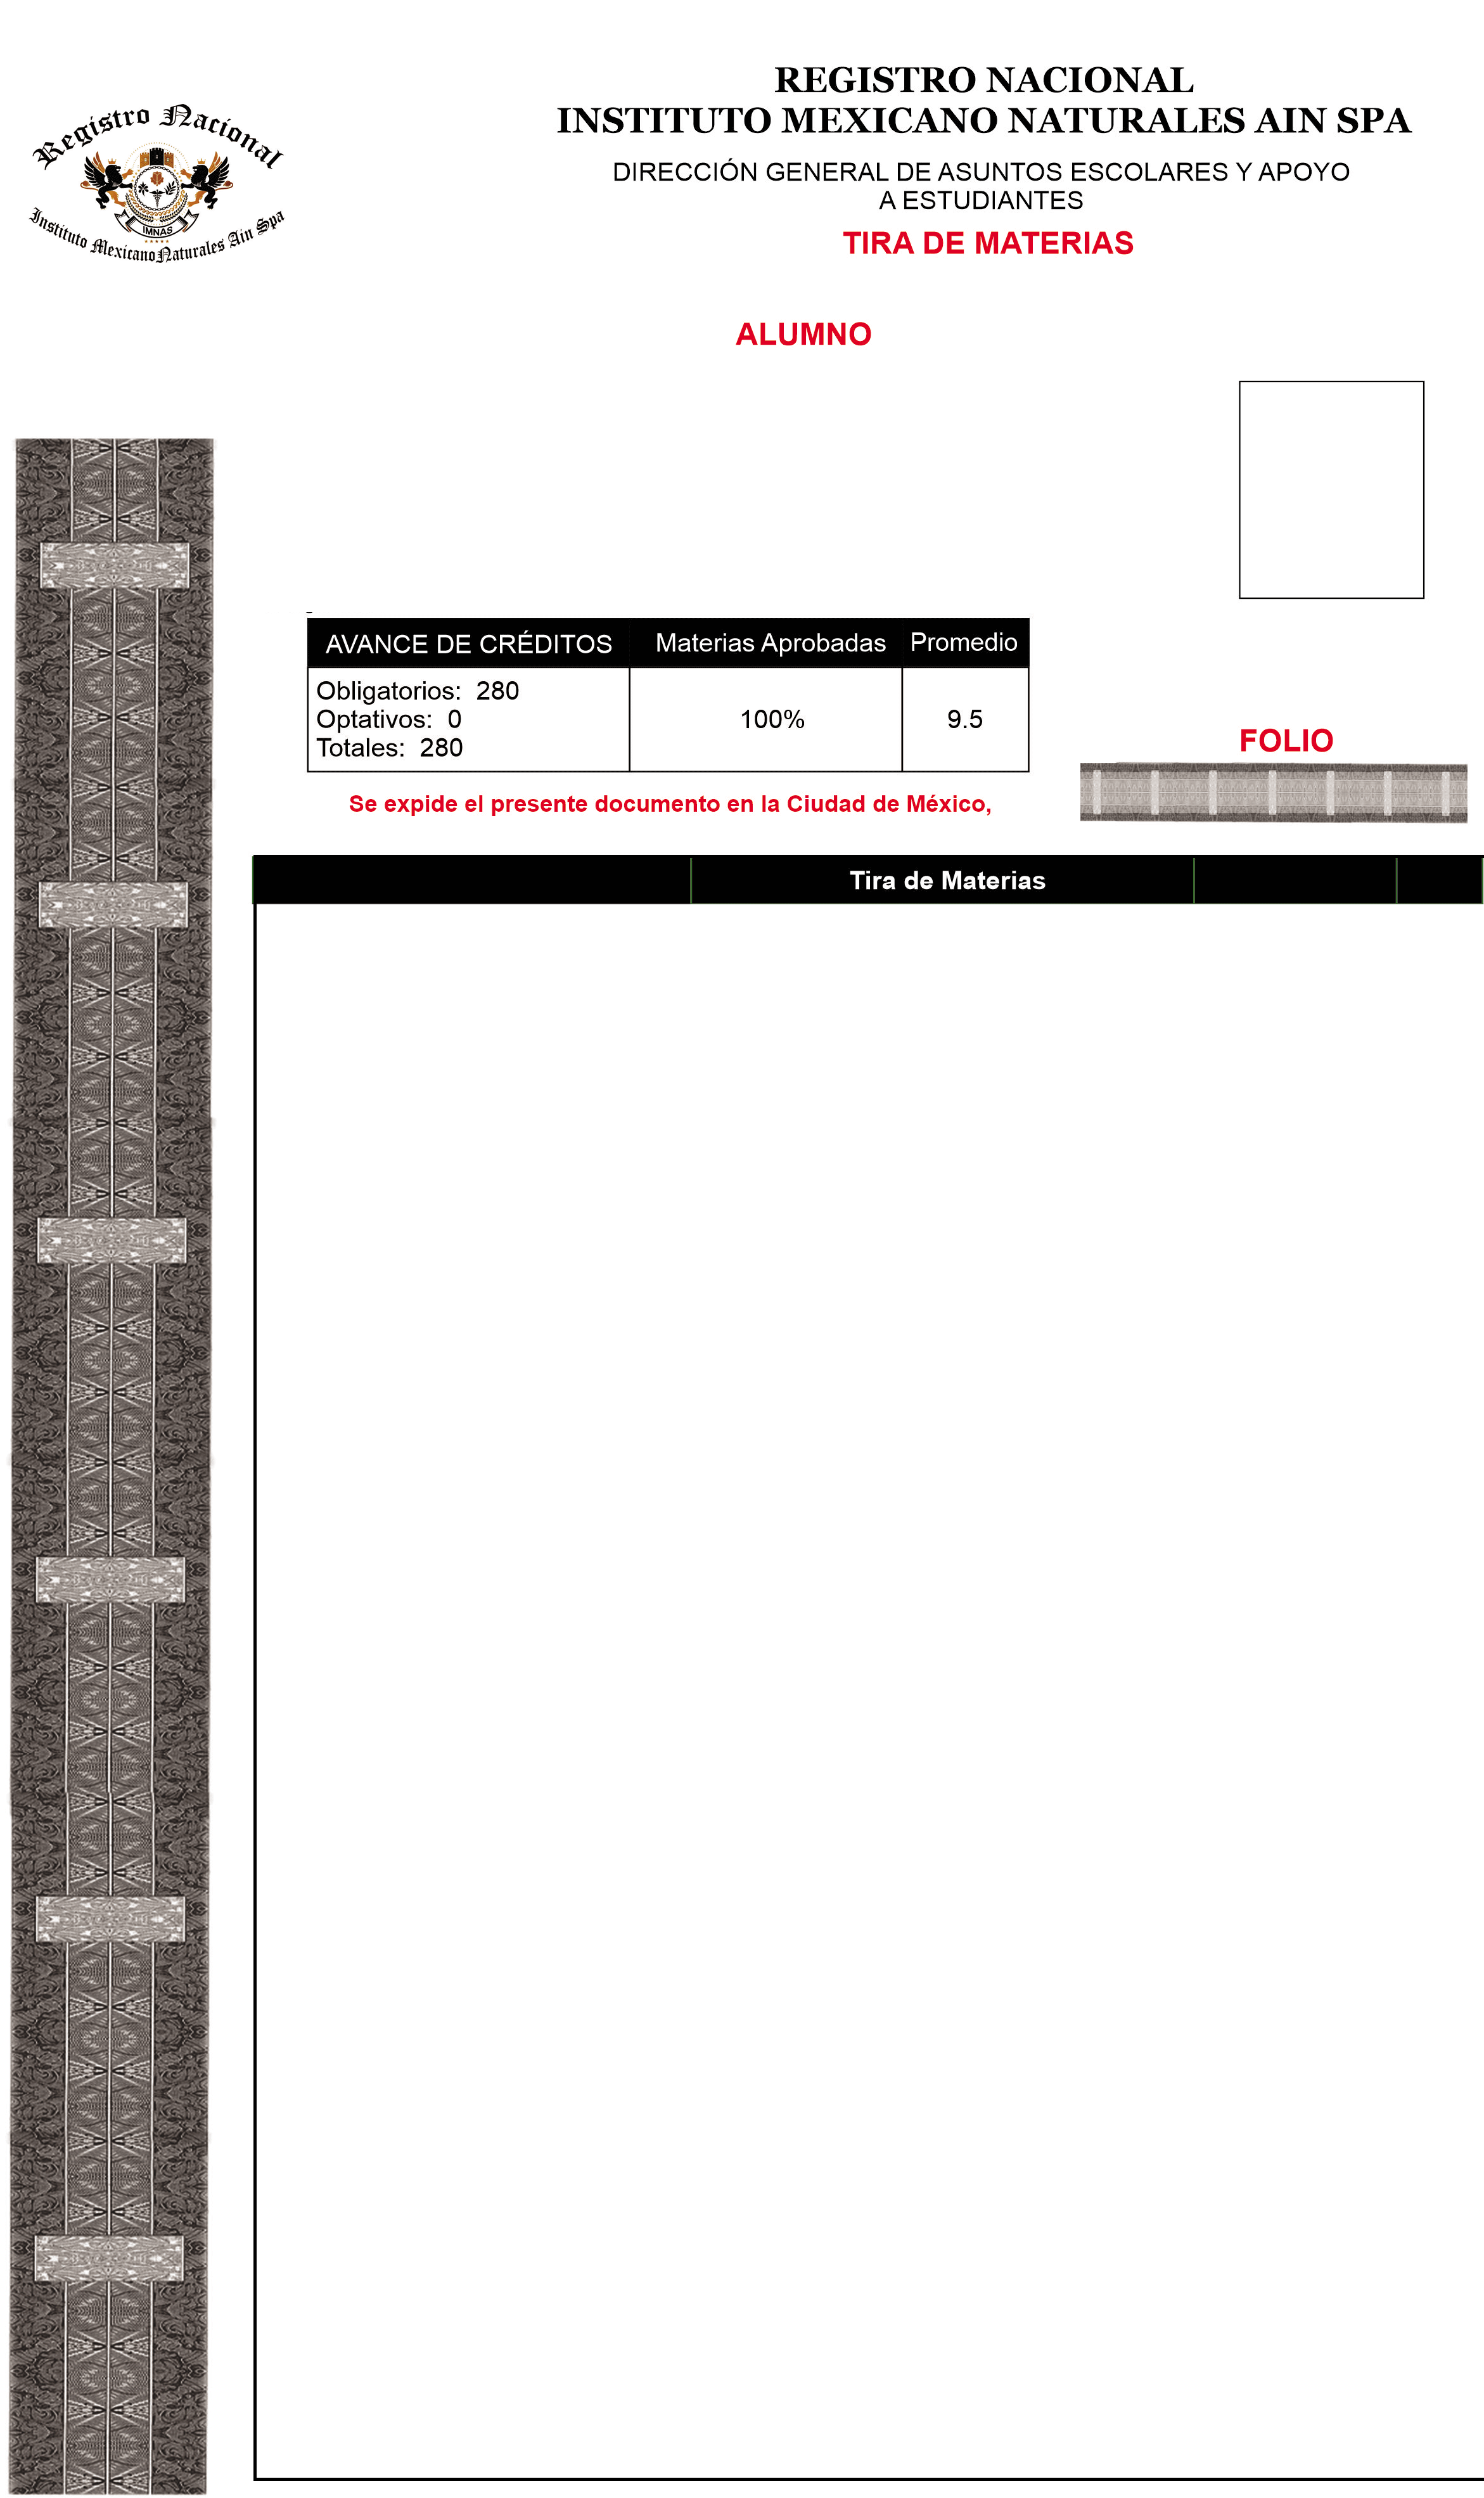 Registro Nacional
IMNAS
Instituto Mexicano Naturales Ain Spa
REGISTRO NACIONAL
INSTITUTO MEXICANO NATURALES AIN SPA
DIRECCIÓN GENERAL DE ASUNTOS ESCOLARES Y APOYO
A ESTUDIANTES
TIRA DE MATERIAS
ALUMNO
AVANCE DE CRÉDITOS Materias Aprobadas Promedio
Obligatorios: 280
Optativos: 0
Totales: 280
100%
9.5
FOLIO
Se expide el presente documento en la Ciudad de México,
Tira de Materias